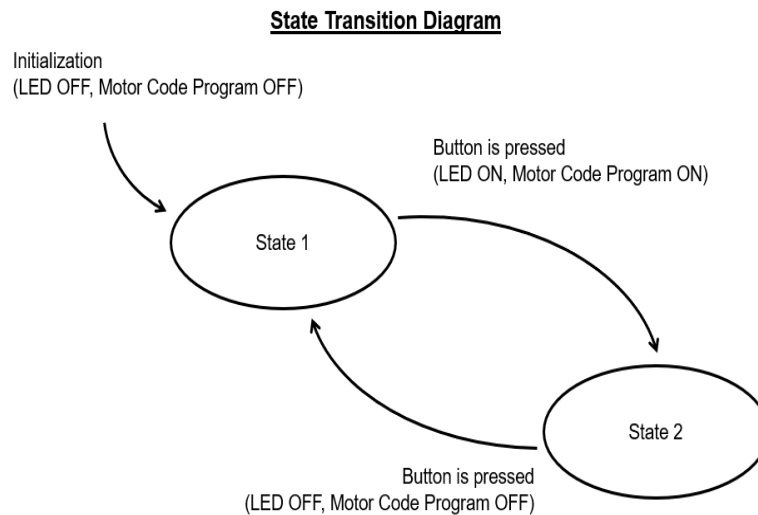 State Transition Diagram
Initialization
(LED OFF, Motor Code Program OFF)
Button is pressed
(LED ON, Motor Code Program ON)
State 1
State 2
Button is pressed
(LED OFF, Motor Code Program OFF)